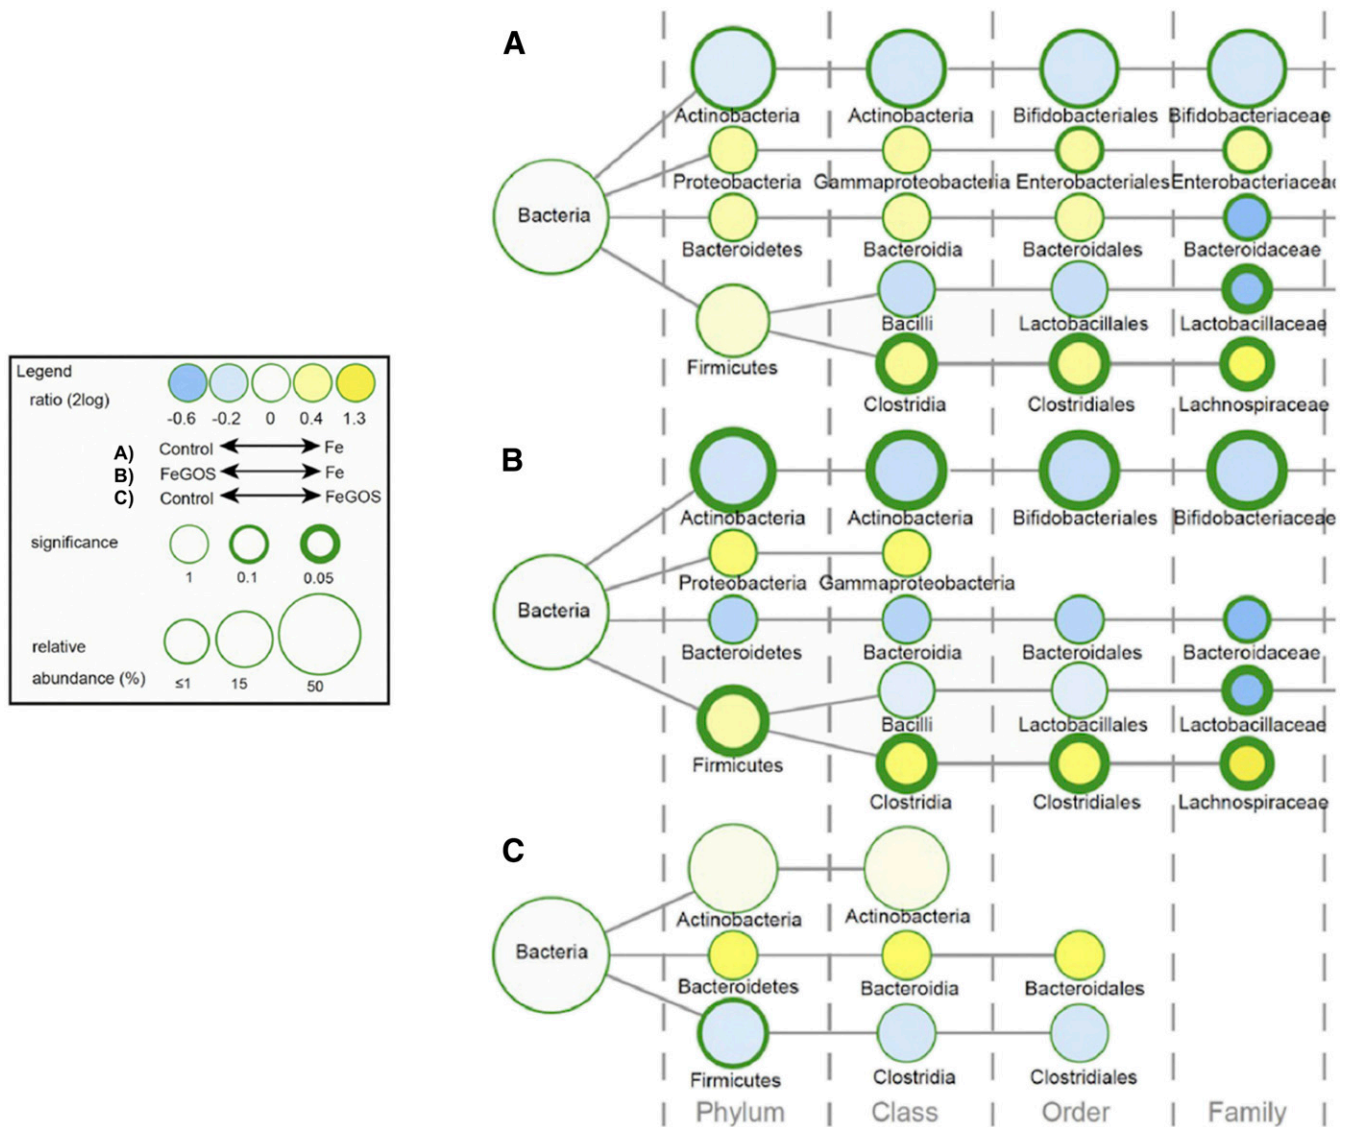 A
Actinobacteria Actinobacteria Bifidobacteriales Bifidobacteriaceae
Proteobacteria Gammaproteobacteria Enterobacteriales Enterobacteriaceae
Bacteria
Bacteroidetes Bacteroidia Bacteroidales Bacteroidaceae
Bacilli Lactobacillales Lactobacillaceae
Firmicutes
Clostridia Clostridiales Lachnospiraceae
Legend
ratio (2log)
-0.6 -0.2 0 0.4 1.3
A) Control Fe
B) FeGOS Fe
C) Control FeGOS
significance
1 0.1 0.05
relative
abundance (%)
≤1 15 50
B
Actinobacteria Actinobacteria Bifidobacteriales Bifidobacteriaceae
Proteobacteria Gammaproteobacteria
Bacteria
Bacteroidetes Bacteroidia Bacteroidales Bacteroidaceae
Bacilli Lactobacillales Lactobacillaceae
Firmicutes
Clostridia Clostridiales Lachnospiraceae
C
Actinobacteria Actinobacteria
Bacteria
Bacteroidetes Bacteroidia Bacteroidales
Firmicutes Clostridia Clostridiales
Phylum Class Order Family